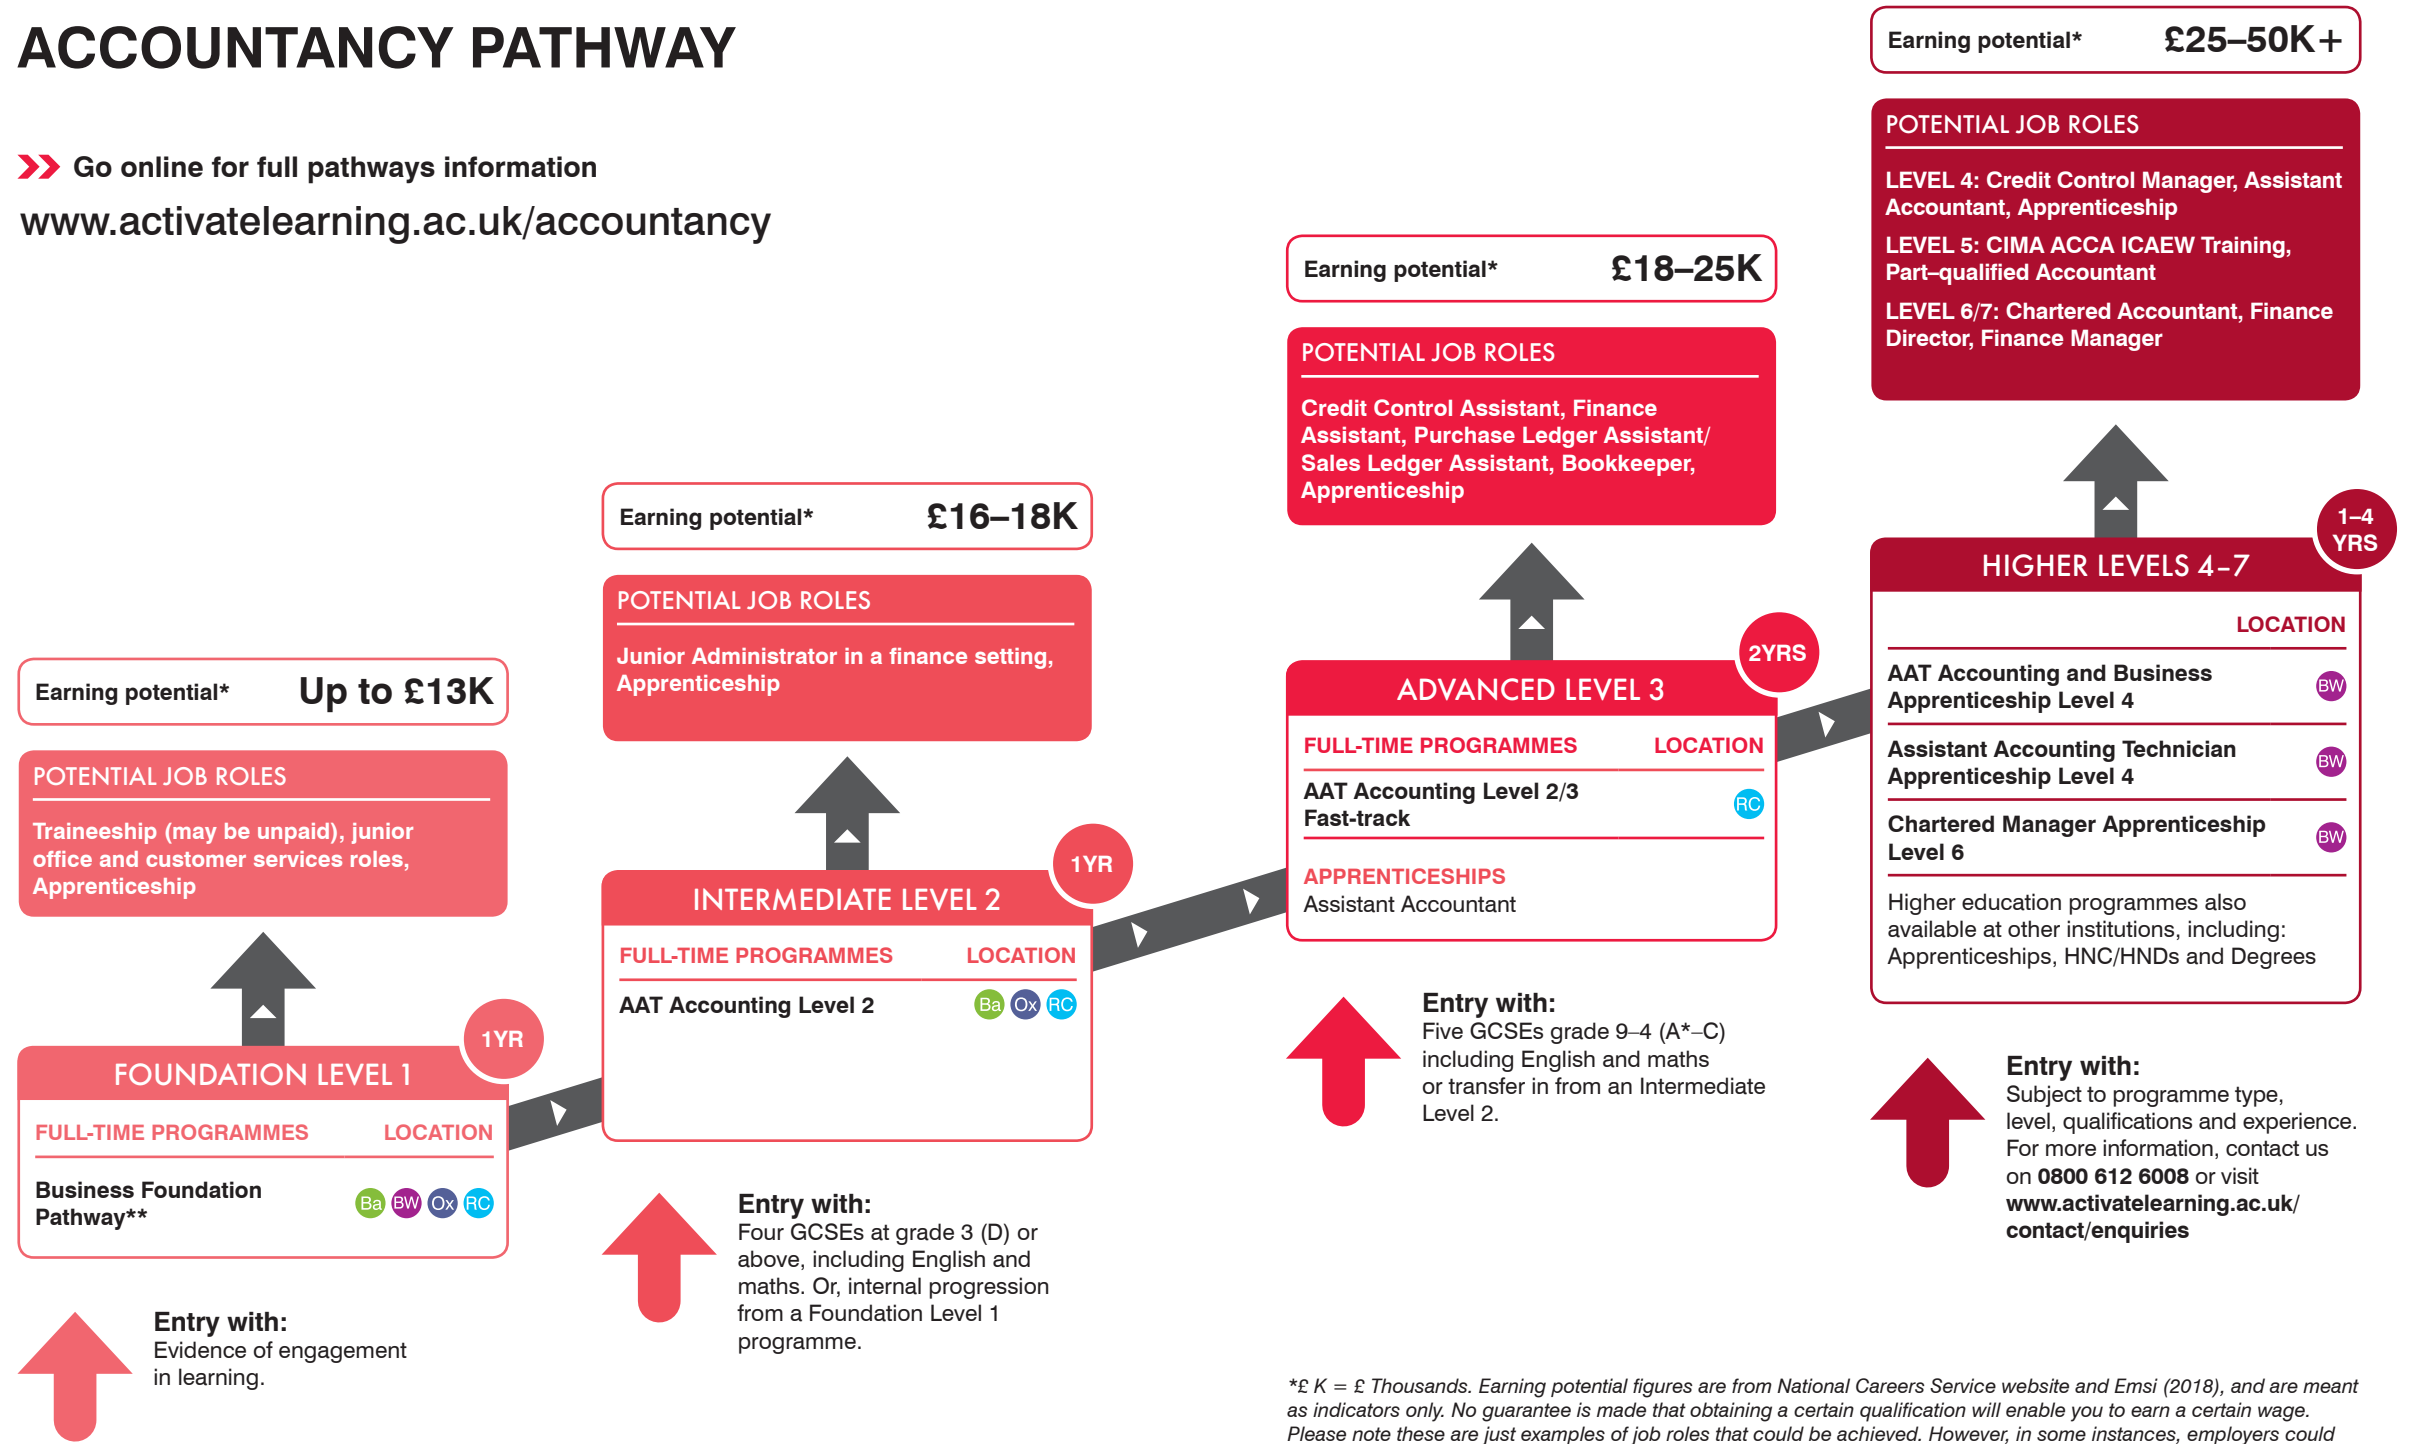 ACCOUNTANCY PATHWAY
Go online for full pathways information
www.activatelearning.ac.uk/accountancy
Earning potential* Up to £13K
POTENTIAL JOB ROLES
Traineeship (may be unpaid), junior
office and customer services roles,
Apprenticeship
1YR
FOUNDATION LEVEL 1
FULL-TIME PROGRAMMES LOCATION
Business Foundation
Pathway** Ba BW Ox RC
Entry with:
Evidence of engagement
in learning.
Earning potential* £16–18K
POTENTIAL JOB ROLES
Junior Administrator in a finance setting,
Apprenticeship
1YR
INTERMEDIATE LEVEL 2
FULL-TIME PROGRAMMES LOCATION
AAT Accounting Level 2 Ba Ox RC
Entry with:
Four GCSEs at grade 3 (D) or
above, including English and
maths. Or, internal progression
from a Foundation Level 1
programme.
Earning potential* £18–25K
POTENTIAL JOB ROLES
Credit Control Assistant, Finance
Assistant, Purchase Ledger Assistant/
Sales Ledger Assistant, Bookkeeper,
Apprenticeship
2YRS
ADVANCED LEVEL 3
FULL-TIME PROGRAMMES LOCATION
AAT Accounting Level 2/3
Fast-track RC
APPRENTICESHIPS
Assistant Accountant
Entry with:
Five GCSEs grade 9–4 (A*–C)
including English and maths
or transfer in from an Intermediate
Level 2.
Earning potential* £25–50K+
POTENTIAL JOB ROLES
LEVEL 4: Credit Control Manager, Assistant
Accountant, Apprenticeship
LEVEL 5: CIMA ACCA ICAEW Training,
Part–qualified Accountant
LEVEL 6/7: Chartered Accountant, Finance
Director, Finance Manager
1–4
YRS
HIGHER LEVELS 4–7
LOCATION
AAT Accounting and Business
Apprenticeship Level 4 BW
Assistant Accounting Technician
Apprenticeship Level 4 BW
Chartered Manager Apprenticeship
Level 6 BW
Higher education programmes also
available at other institutions, including:
Apprenticeships, HNC/HNDs and Degrees
Entry with:
Subject to programme type,
level, qualifications and experience.
For more information, contact us
on 0800 612 6008 or visit
www.activatelearning.ac.uk/
contact/enquiries
*£ K = £ Thousands. Earning potential figures are from National Careers Service website and Emsi (2018), and are meant
as indicators only. No guarantee is made that obtaining a certain qualification will enable you to earn a certain wage.
Please note these are just examples of job roles that could be achieved. However, in some instances, employers could